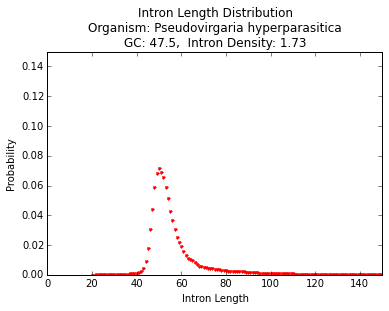 Intron Length Distribution
Organism: Pseudovirgaria hyperparasitica
GC: 47.5,  Intron Density: 1.73
0.14
0.12
0.10
0.08
0.06
0.04
0.02
0.00
Probability
0 20 40 60 80 100 120 140
Intron Length